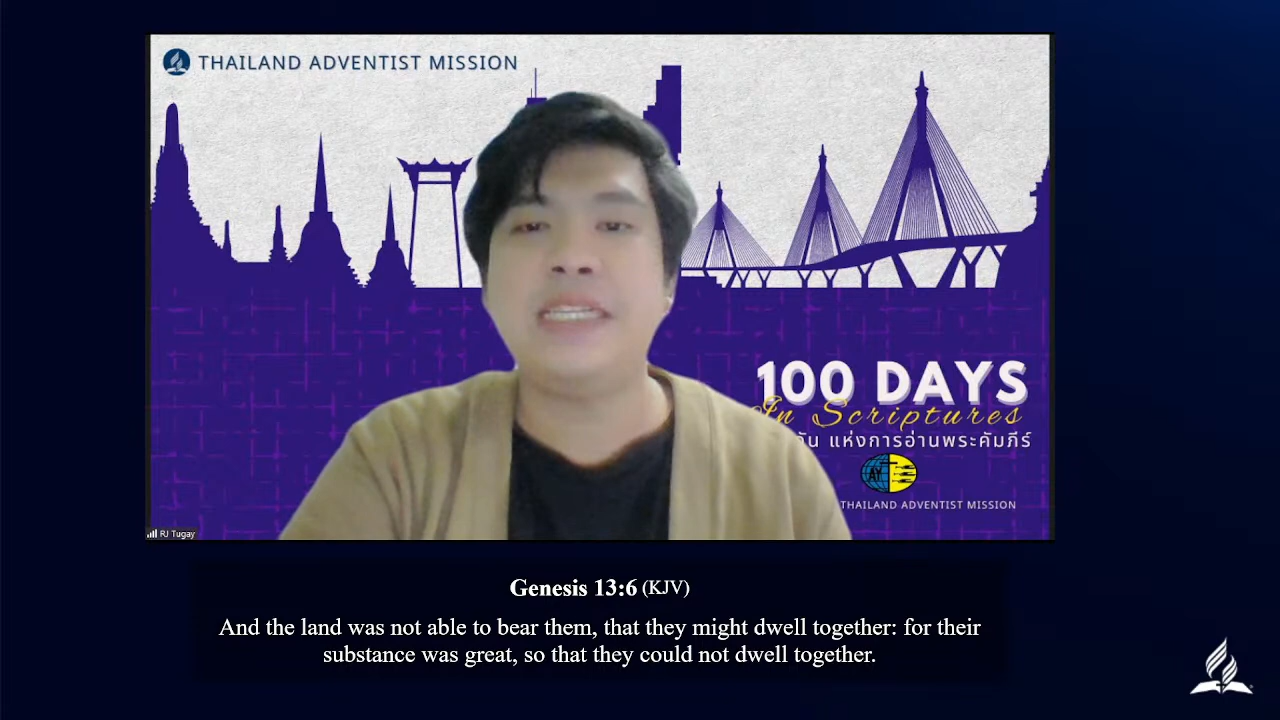 THAILAND ADVENTIST MISSION
100 DAYS
In Scriptures
วัน แห่งการอ่านพระคัมภีร์
AY
THAILAND ADVENTIST MISSION
RJ Tugay
Genesis 13:6 (KJV)
And the land was not able to bear them, that they might dwell together: for their
substance was great, so that they could not dwell together.